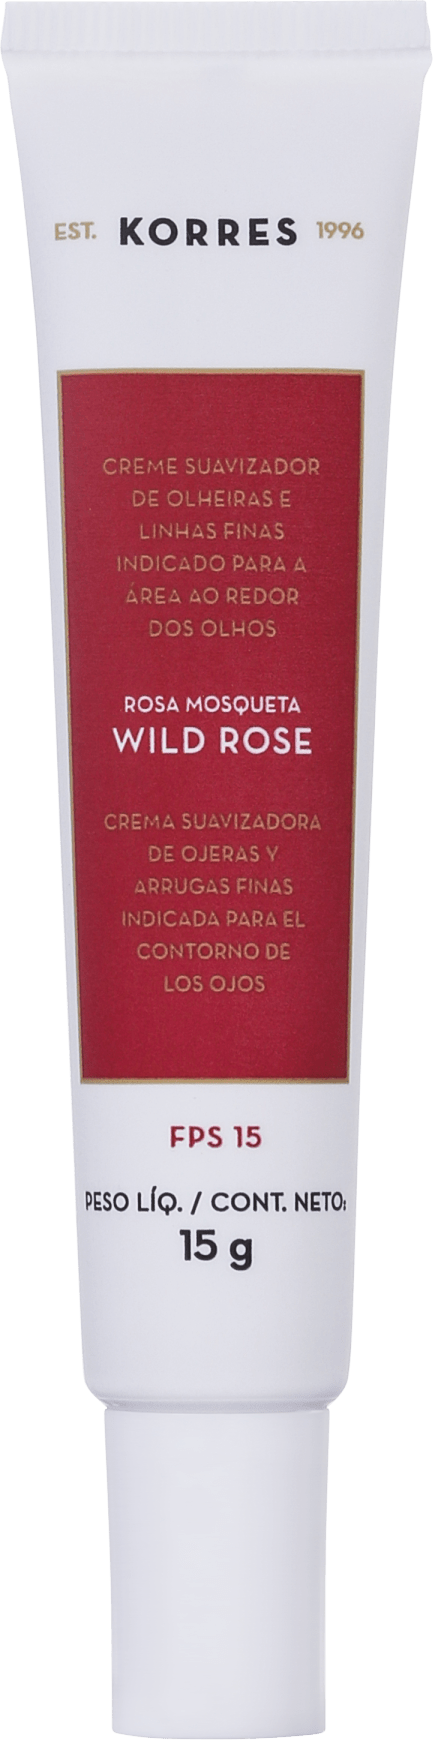 EST. KORRES 1996
CREME SUAVIZADOR
DE OLHEIRAS E
LINHAS FINAS
INDICADO PARA A
ÁREA AO REDOR
DOS OLHOS
ROSA MOSQUETA
WILD ROSE
CREMA SUAVIZADORA
DE OJERAS Y
ARRUGAS FINAS
INDICADA PARA EL
CONTORNO DE
LOS OJOS
FPS 15
PESO LÍQ. / CONT. NETO:
15 g